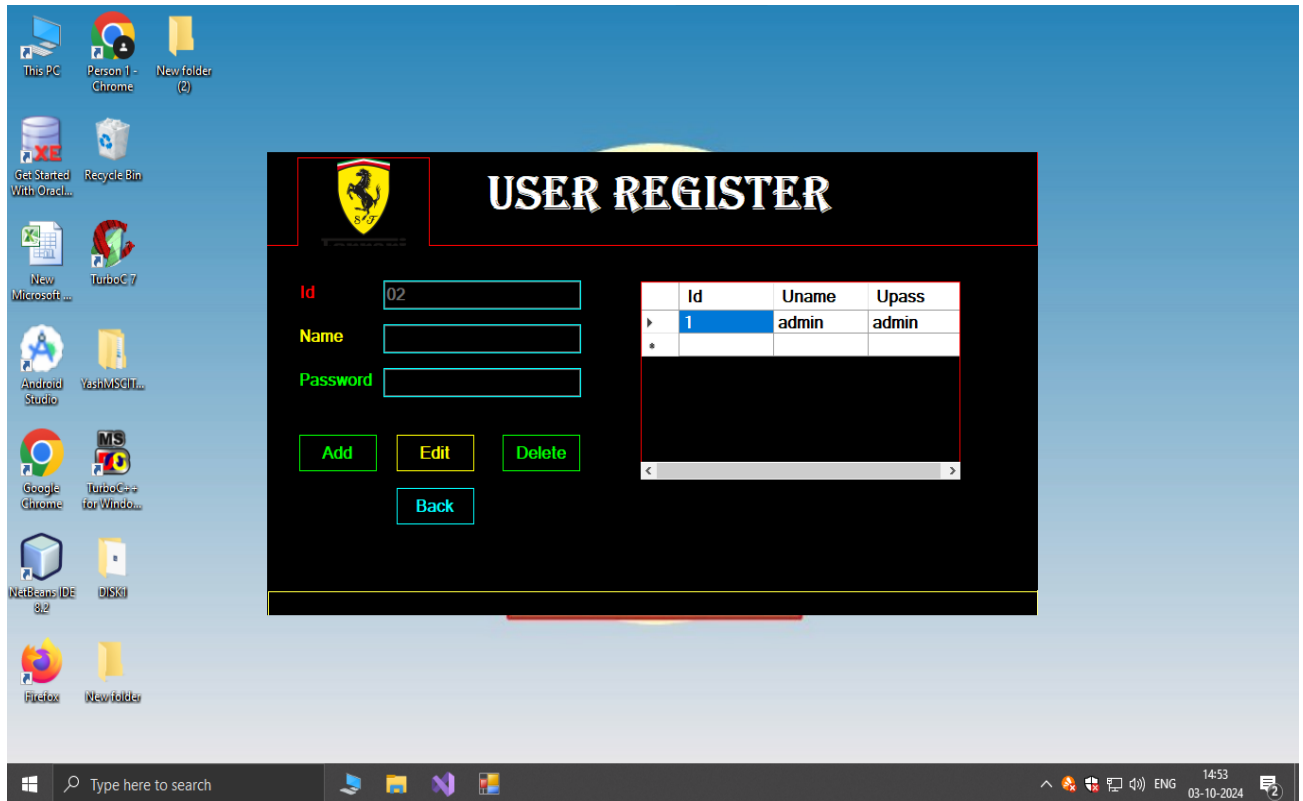 This PC
Person 1 -
Chrome
New folder
(2)
Get Started
With Oracl...
Recycle Bin
New
Microsoft ...
TurboC 7
Android
Studio
YashMSCIT...
Google
Chrome
TurboC++
for Windo...
NetBeans IDE
8.2
DISK1
Firefox
New folder
XE
MS
S F
USER REGISTER
Id
02
Name
Password
Add
Edit
Delete
Back
Id Uname Upass
1 admin admin
Type here to search
ENG
14:53
03-10-2024
2